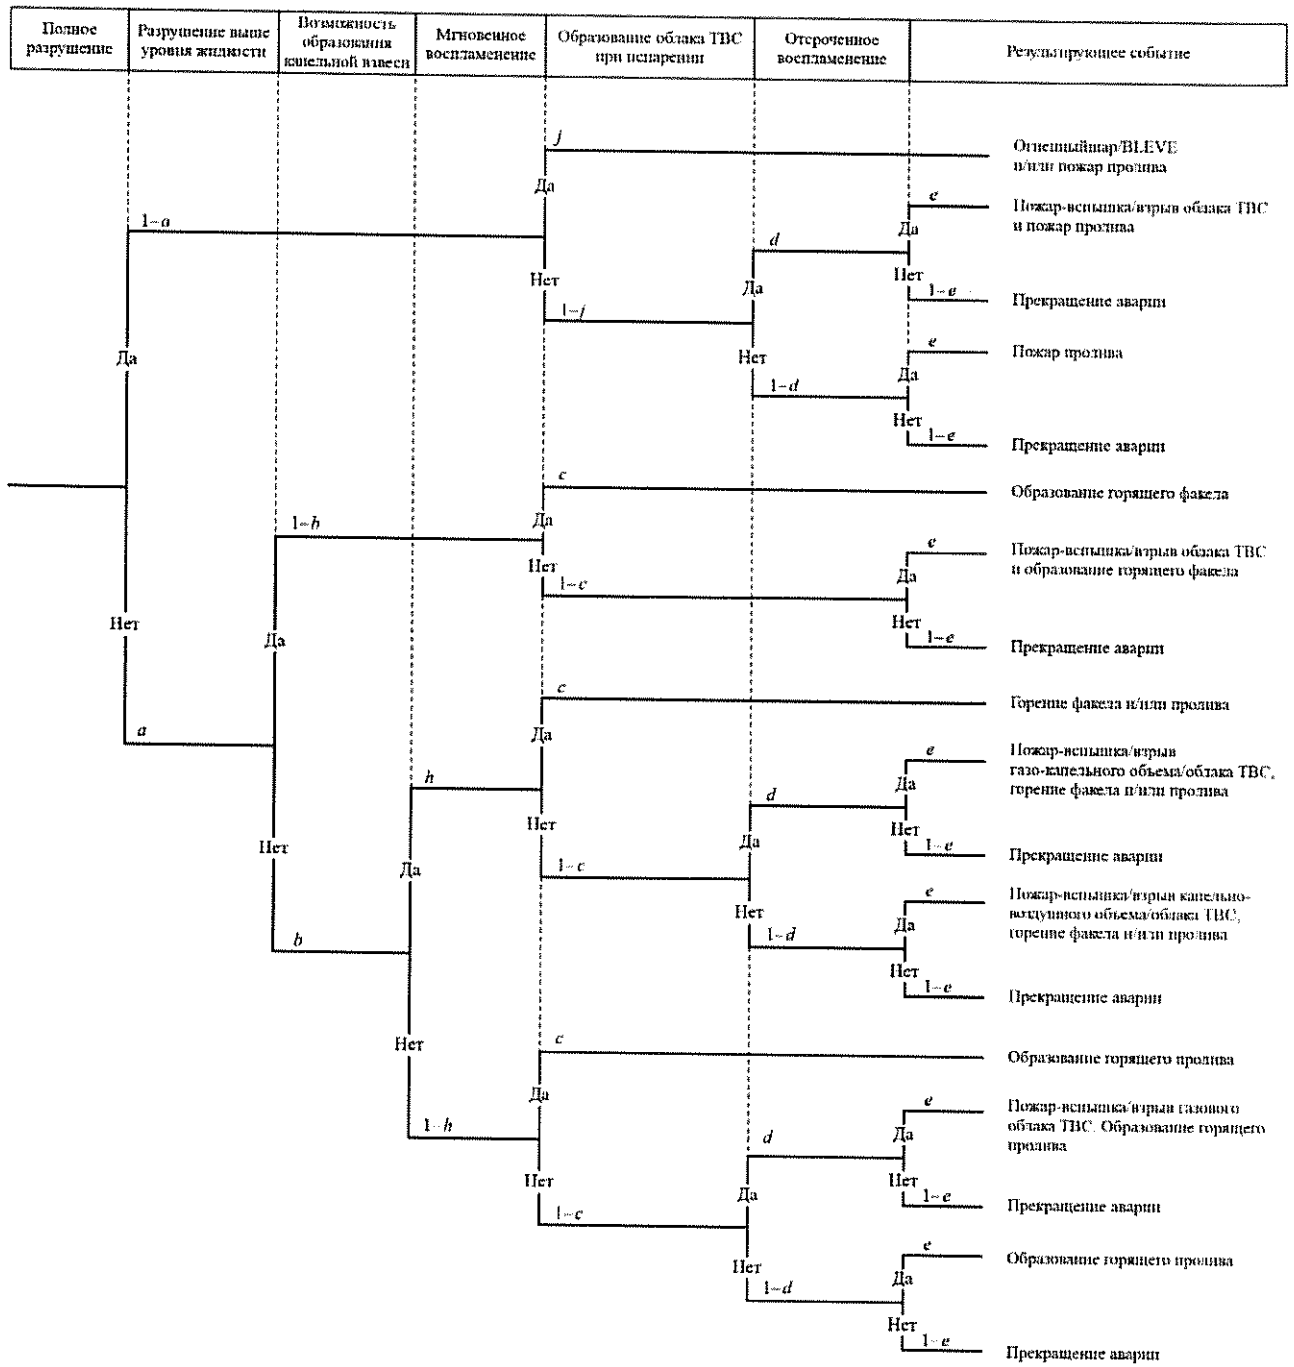 Полное
разрушение
Разрушение выше
уровня жидкости
Возможность
образования
капельной взвеси
Мгновенное
воспламенение
Образование облака ТВС
при испарении
Отсроченное
воспламенение
Результирующее событие
j
Огненныйшар/BLEVE
и/или пожар пролива
Да
e
Пожар-вспышка/взрыв облака ТВС
и пожар пролива
1–a
d
Да
Нет
Нет
Да
1–e
Прекращение аварии
1–j
e
Пожар пролива
Да
Нет
1–d
Да
Нет
1–e
Прекращение аварии
c
Образование горящего факела
1–b
Да
e
Пожар-вспышка/взрыв облака ТВС
и образование горящего факела
Нет
1–c
Да
Нет
Нет
Да
1–e
Прекращение аварии
c
Горение факела и/или пролива
a
Да
e
Пожар-вспышка/взрыв
газо-капельного объема/облака ТВС,
горение факела и/или пролива
h
d
Да
Нет
Нет
Нет
Да
1–e
Прекращение аварии
Да
1–c
e
Пожар-вспышка/взрыв капельно-
воздушного объема/облака ТВС,
горение факела и/или пролива
Нет
Да
b
1–d
Нет
1–e
Прекращение аварии
Нет
c
Образование горящего пролива
Да
e
Пожар-вспышка/взрыв газового
облака ТВС. Образование горящего
пролива
1–h
d
Да
Нет
Нет
Да
1–e
Прекращение аварии
1–c
e
Образование горящего пролива
Нет
Да
1–d
Нет
1–e
Прекращение аварии